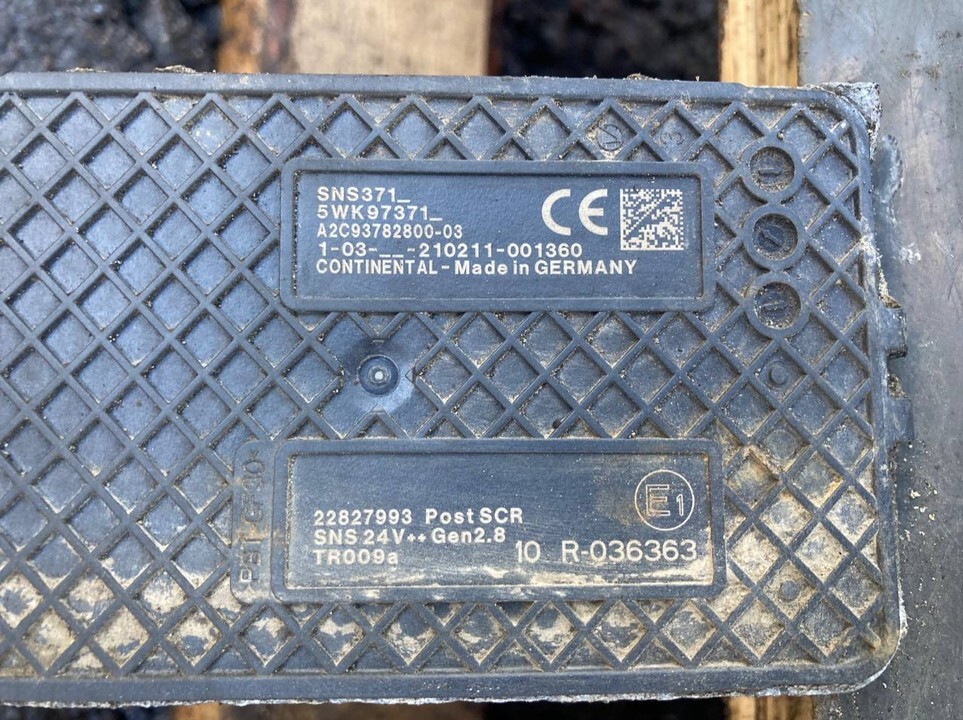 SNS371_
5WK97371_
A2C93782800-03
1-03-__-210211-001360
CONTINENTAL - Made in GERMANY
CE
22827993 Post SCR
SNS 24V++ Gen2.8
TR009a
E1
10 R-036363